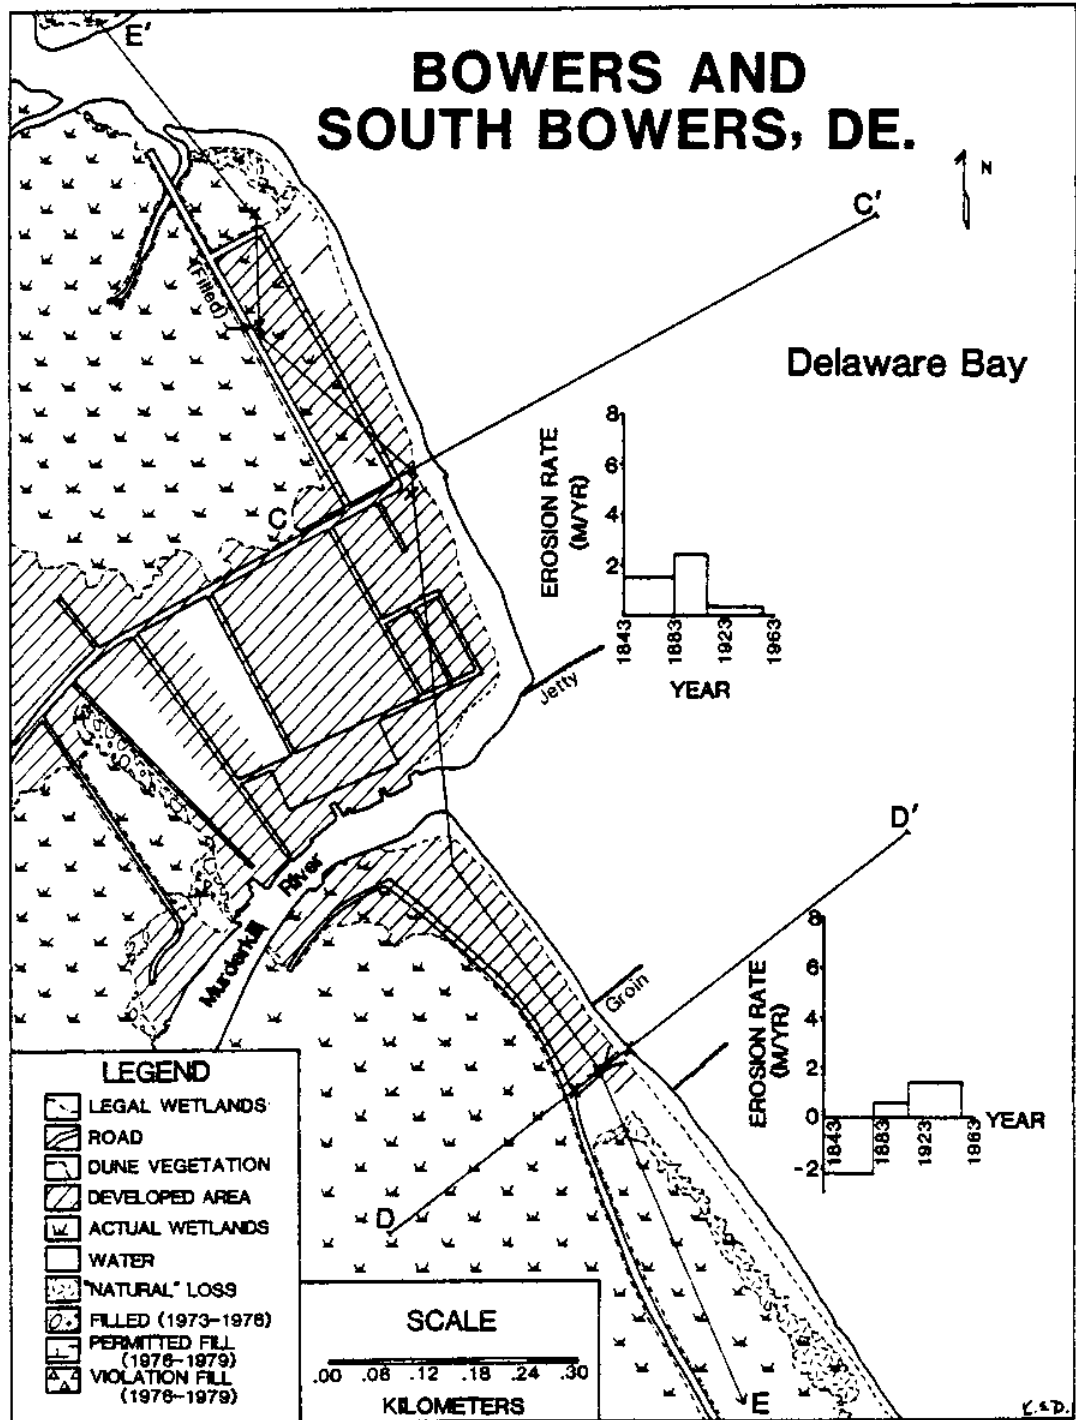 E'
BOWERS AND
SOUTH BOWERS, DE.
N
C'
(Filled)
Delaware Bay
C
EROSION RATE
(M/YR)
8
6
4
2
1843
1883
1923
1963
YEAR
Jetty
Murderkill River
D'
Groin
EROSION RATE
(M/YR)
8
6
4
2
0
-2
1843
1883
1923
1963
YEAR
D
E
LEGEND
LEGAL WETLANDS
ROAD
DUNE VEGETATION
DEVELOPED AREA
ACTUAL WETLANDS
WATER
"NATURAL" LOSS
FILLED (1973-1976)
PERMITTED FILL
(1976-1979)
VIOLATION FILL
(1976-1979)
SCALE
.00 .06 .12 .18 .24 .30
KILOMETERS
K.&D.